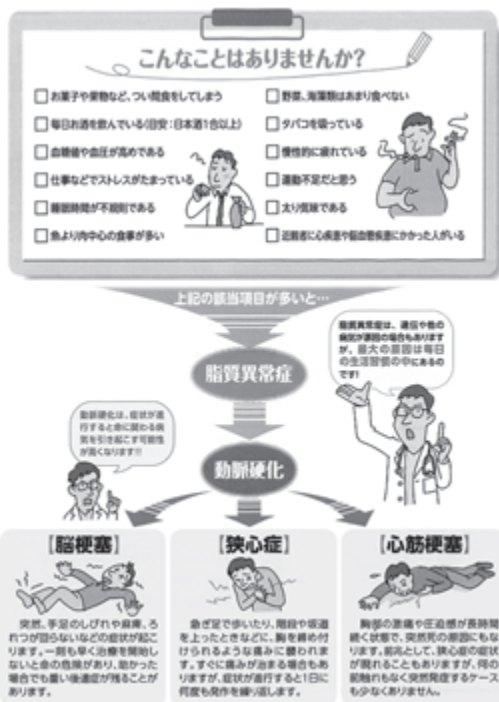 こんなことはありませんか?
お菓子や果物など、つい間食をしてしまう
毎日お酒を飲んでいる(目安:日本酒1合以上)
血糖値や血圧が高めである
仕事などでストレスがたまっている
睡眠時間が不規則である
魚より肉中心の食事が多い
野菜、海藻類はあまり食べない
タバコを吸っている
慢性的に疲れている
運動不足だと思う
太り気味である
近親者に心疾患や脳血管疾患にかかった人がいる
上記の該当項目が多いと…
脂質異常症は、遺伝や他の
病気が原因の場合もあります
が、最大の原因は毎日
の生活習慣の中にあるの
です!
脂質異常症
動脈硬化は、症状が進
行すると命に関わる病
気を引き起こす可能性
が高くなります!!
動脈硬化
【脳梗塞】
突然、手足のしびれや麻痺、ろ
れつが回らないなどの症状が起こ
ります。一刻も早く治療を開始し
ないと命の危険があり、助かった
場合でも重い後遺症が残ることが
あります。
【狭心症】
急ぎ足で歩いたり、階段や坂道
を上ったときなどに、胸を締め付
けられるような痛みに襲われま
す。すぐに痛みが治まる場合もあ
りますが、症状が進行すると1日に
何度も発作を繰り返します。
【心筋梗塞】
胸部の激痛や圧迫感が長時間
続く状態で、突然死の原因にもな
ります。前兆として、狭心症の症状
が現れることもありますが、何の
前触れもなく突然発症するケース
も少なくありません。